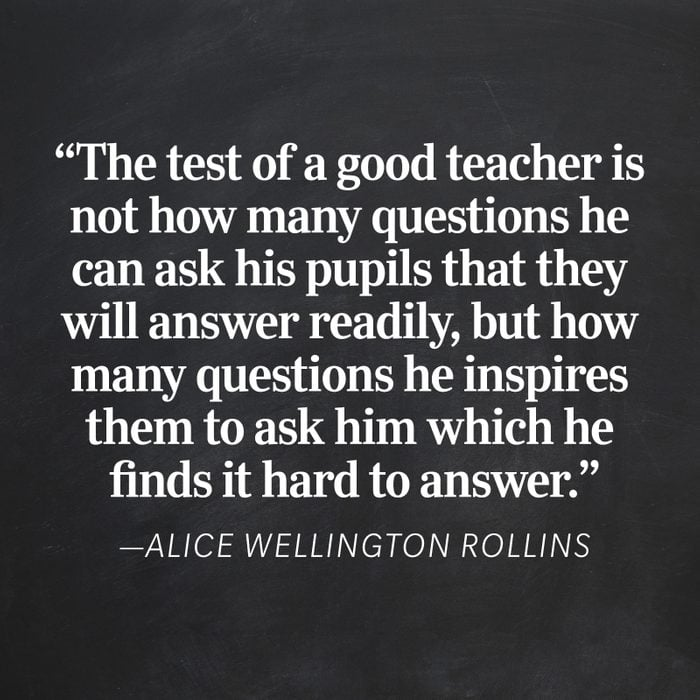 “The test of a good teacher is
not how many questions he
can ask his pupils that they
will answer readily, but how
many questions he inspires
them to ask him which he
finds it hard to answer.”
—ALICE WELLINGTON ROLLINS